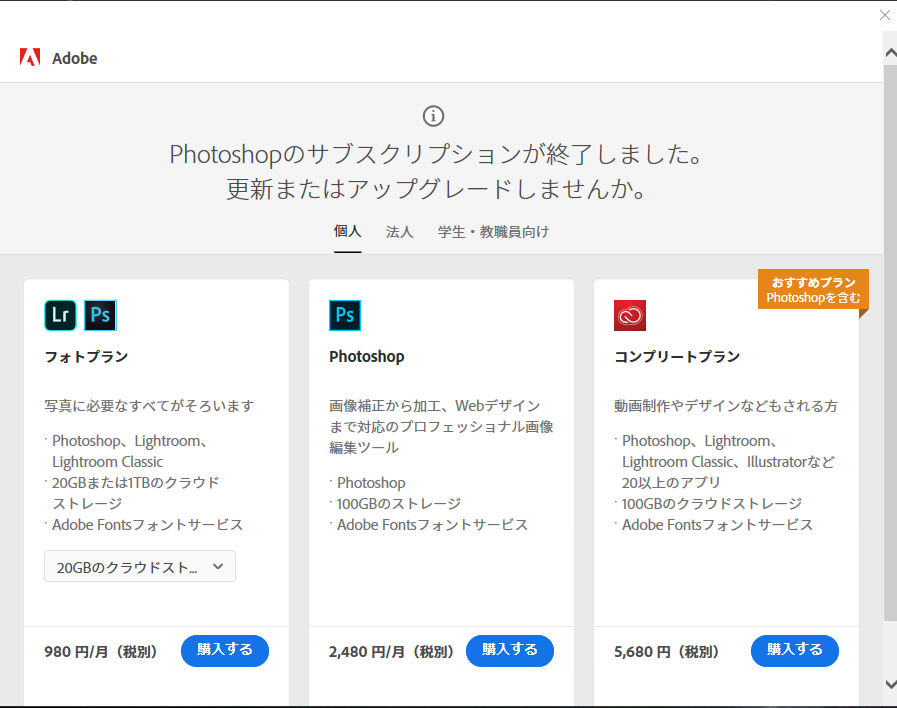 Adobe
Photoshopのサブスクリプションが終了しました。
更新またはアップグレードしませんか。
個人 法人 学生・教職員向け
Lr Ps
フォトプラン
写真に必要なすべてがそろいます
・Photoshop、Lightroom、
Lightroom Classic
・20GBまたは1TBのクラウド
ストレージ
・Adobe Fontsフォントサービス
20GBのクラウドスト...
980 円/月（税別） 購入する
Ps
Photoshop
画像補正から加工、Webデザイン
まで対応のプロフェッショナル画像
編集ツール
・Photoshop
・100GBのストレージ
・Adobe Fontsフォントサービス
2,480 円/月（税別） 購入する
おすすめプラン
Photoshopを含む
コンプリートプラン
動画制作やデザインなどもされる方
・Photoshop、Lightroom、
Lightroom Classic、Illustratorなど
20以上のアプリ
・100GBのクラウドストレージ
・Adobe Fontsフォントサービス
5,680 円（税別） 購入する